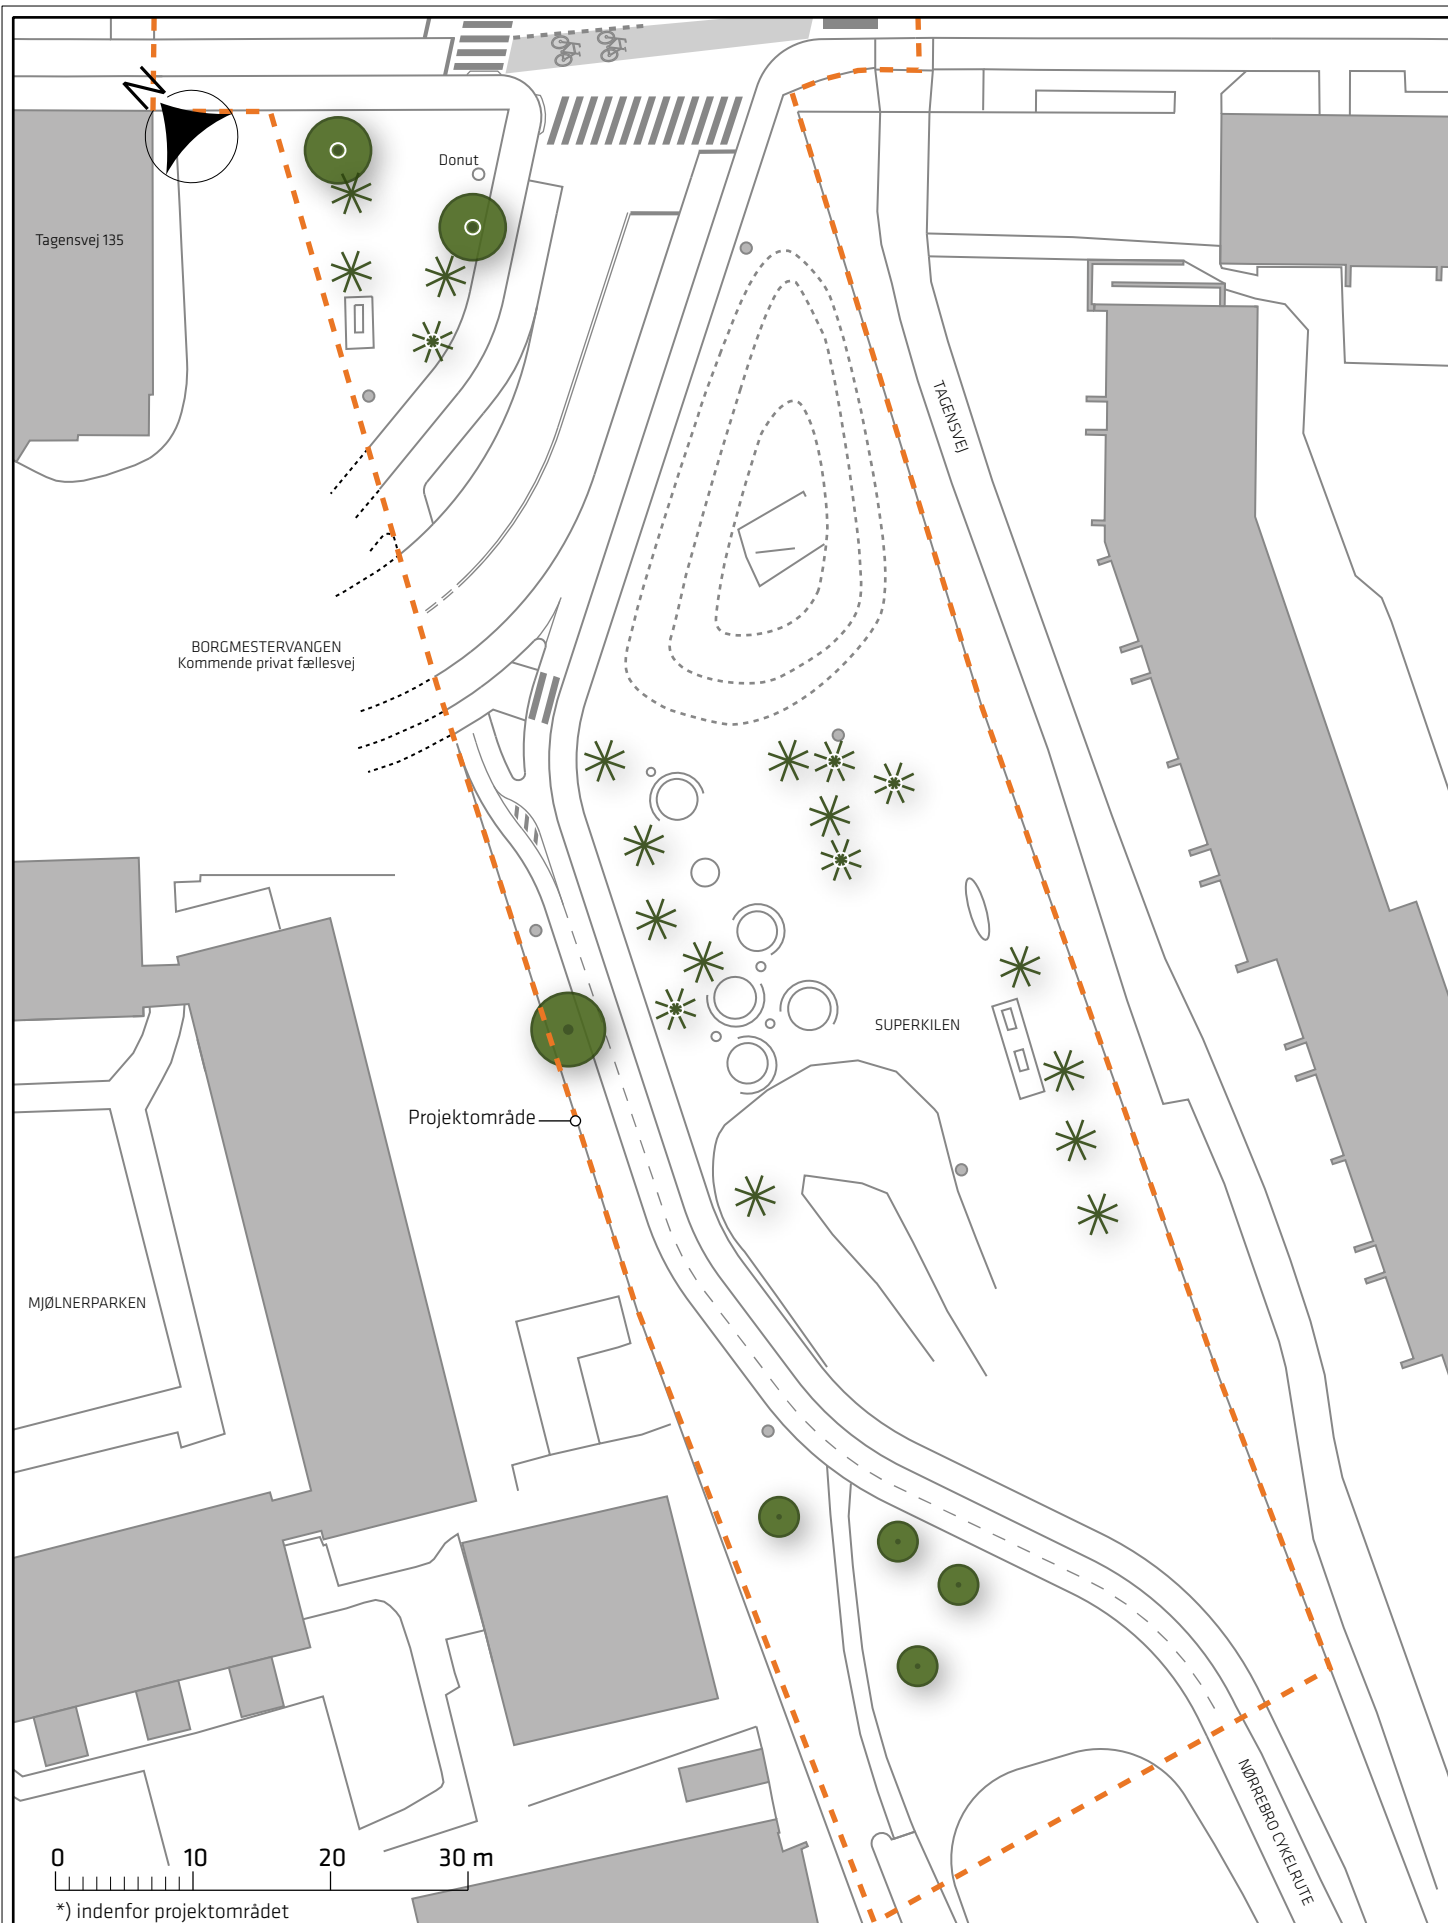 N
Donut
Tagensvej 135
TAGENSVEJ
BORGMESTERVANGEN
Kommende privat fællesvej
SUPERKILEN
Projektområde
MJØLNERPARKEN
NØRREBRO CYKELRUTE
0 10 20 30 m
*) indenfor projektområdet